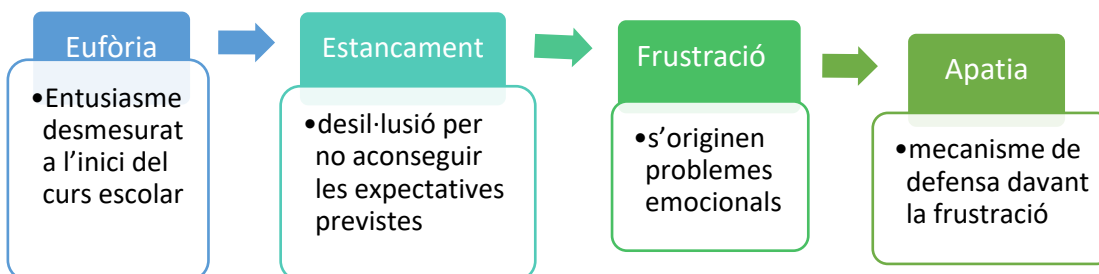 Eufòria
•Entusiasme
desmesurat
a l’inici del
curs escolar
Estancament
•desil·lusió per
no aconseguir
les expectatives
previstes
Frustració
•s’originen
problemes
emocionals
Apatia
•mecanisme de
defensa davant
la frustració